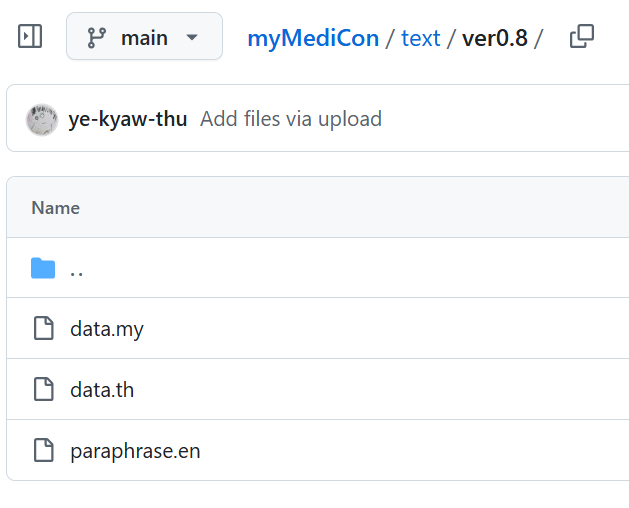 main
myMediCon / text / ver0.8 /
ye-kyaw-thu Add files via upload
Name
..
data.my
data.th
paraphrase.en